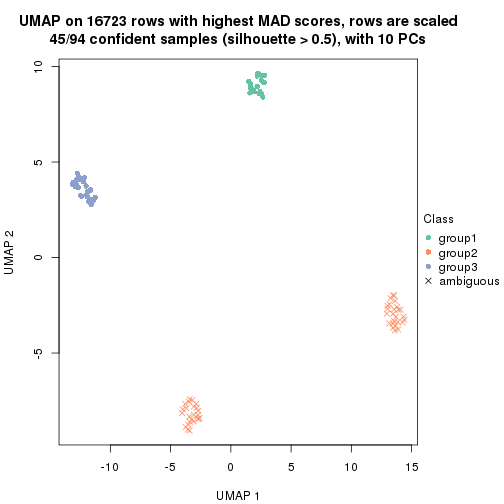 UMAP on 16723 rows with highest MAD scores, rows are scaled
45/94 confident samples (silhouette > 0.5), with 10 PCs
10
5
0
-5
UMAP 2
-10
-5
0
5
10
15
UMAP 1
Class
group1
group2
group3
ambiguous